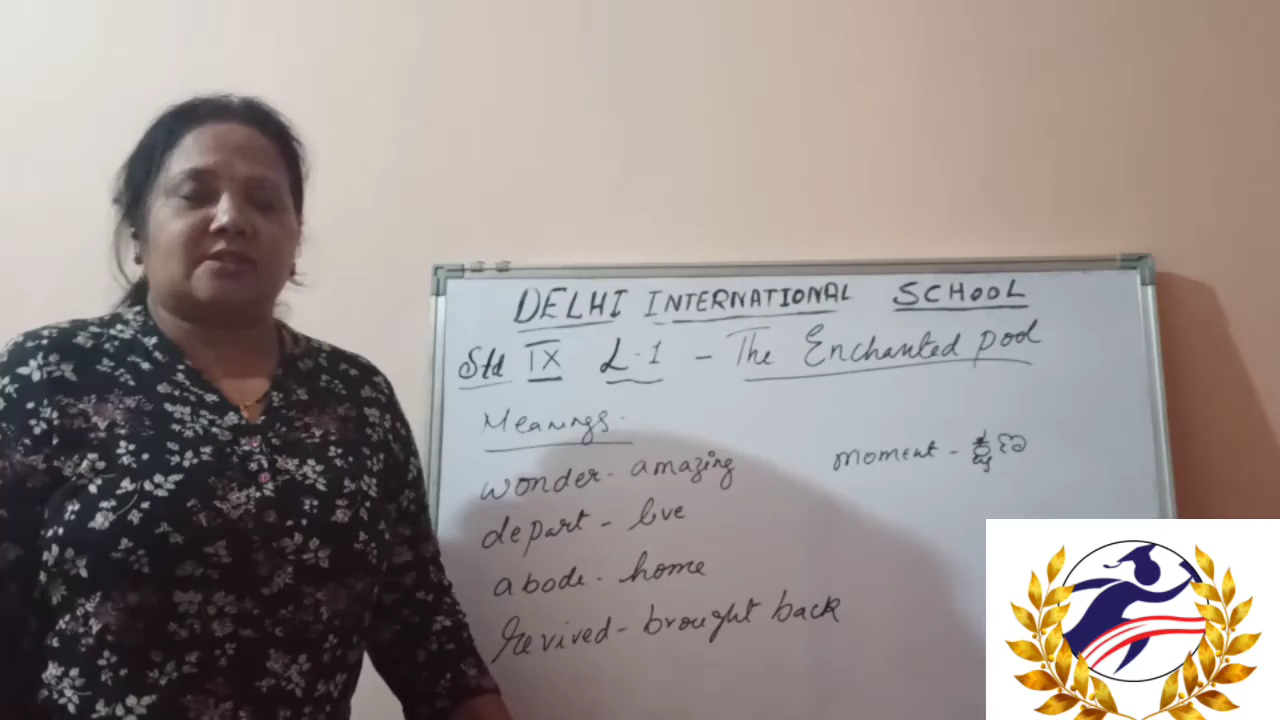 DELHI INTERNATIONAL SCHOOL
Std IX L.1 - The Enchanted pool
Meanings.
wonder - amazing
moment -
depart - live
abode - home
Revived - brought back